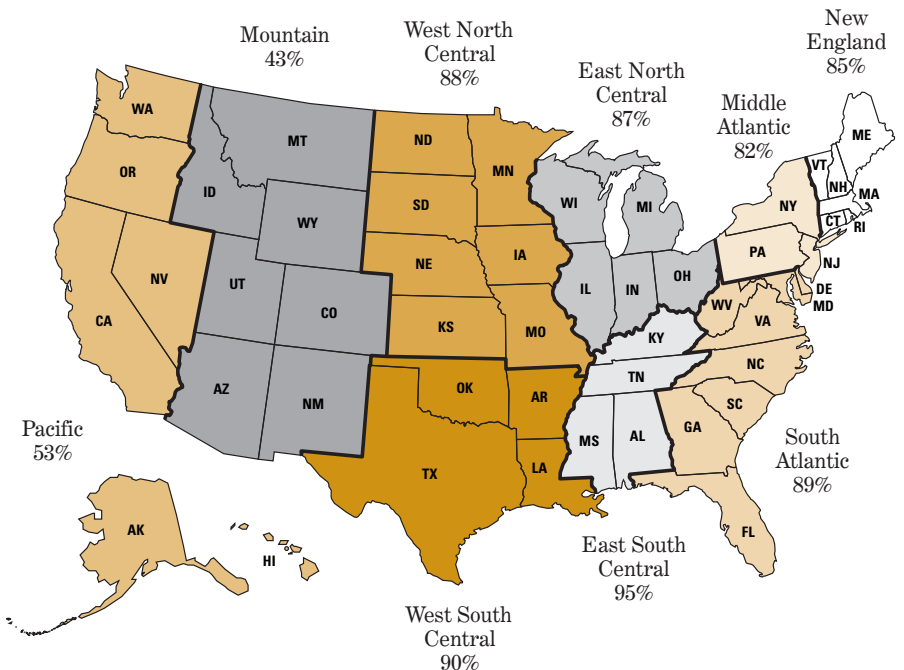 New
England
85%
Mountain
43%
West North
Central
88%
East North
Central
87%
Middle
Atlantic
82%
WA
OR
CA
NV
ID
MT
WY
UT
CO
AZ
NM
ND
SD
NE
KS
MN
IA
MO
WI
MI
IL
IN
OH
KY
TN
MS
AL
OK
TX
AR
LA
NY
PA
NJ
VT
NH
ME
MA
CT
RI
DE
MD
WV
VA
NC
SC
GA
FL
AK
HI
Pacific
53%
South
Atlantic
89%
East South
Central
95%
West South
Central
90%